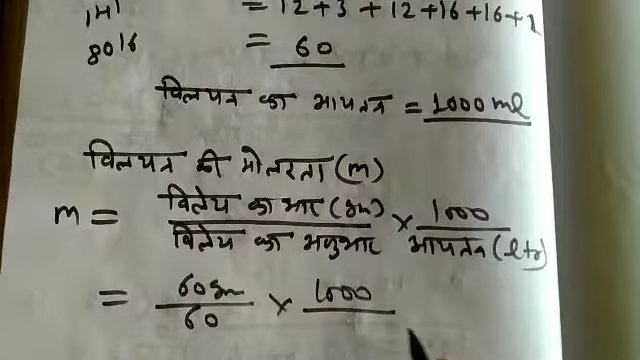 1H1 = 12+3+12+16+16+1
8016 = 60
विलयन का आयतन = 1000 ml
विलयन की मोलरता (m)
m = विलेय का भार (gm) × 1000
विलेय का अणुभार आयतन (ltr)
= 60gm × 1000
60